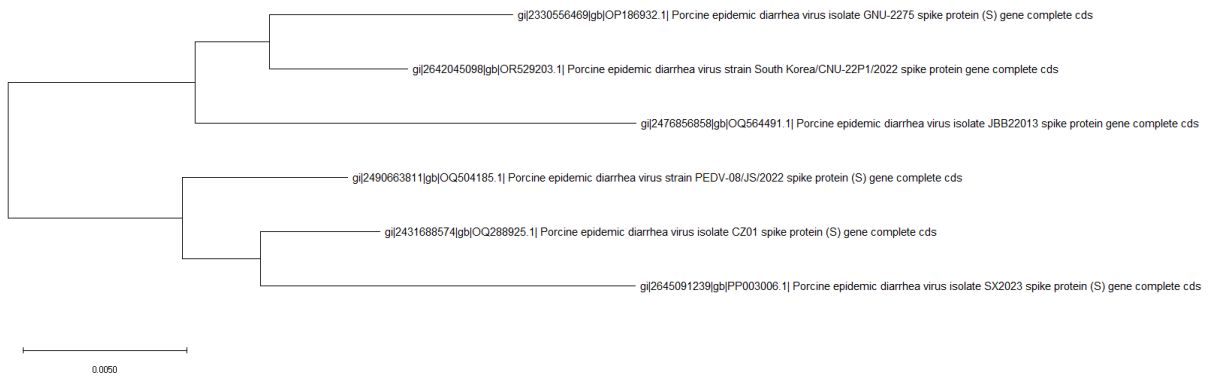 gi|2330556469|gb|OP186932.1| Porcine epidemic diarrhea virus isolate GNU-2275 spike protein (S) gene complete cds
gi|2642045098|gb|OR529203.1| Porcine epidemic diarrhea virus strain South Korea/CNU-22P1/2022 spike protein gene complete cds
gi|2476856858|gb|OQ564491.1| Porcine epidemic diarrhea virus isolate JBB22013 spike protein gene complete cds
gi|2490663811|gb|OQ504185.1| Porcine epidemic diarrhea virus strain PEDV-08/JS/2022 spike protein (S) gene complete cds
gi|2431688574|gb|OQ288925.1| Porcine epidemic diarrhea virus isolate CZ01 spike protein (S) gene complete cds
gi|2645091239|gb|PP003006.1| Porcine epidemic diarrhea virus isolate SX2023 spike protein (S) gene complete cds
0.0050